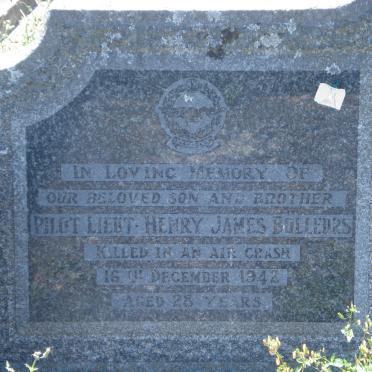 IN LOVING MEMORY OF
OUR BELOVED SON AND BROTHER
PILOT LIEUT. HENRY JAMES BOLLEURS
KILLED IN AN AIR CRASH
16TH DECEMBER 1942
AGED 25 YEARS